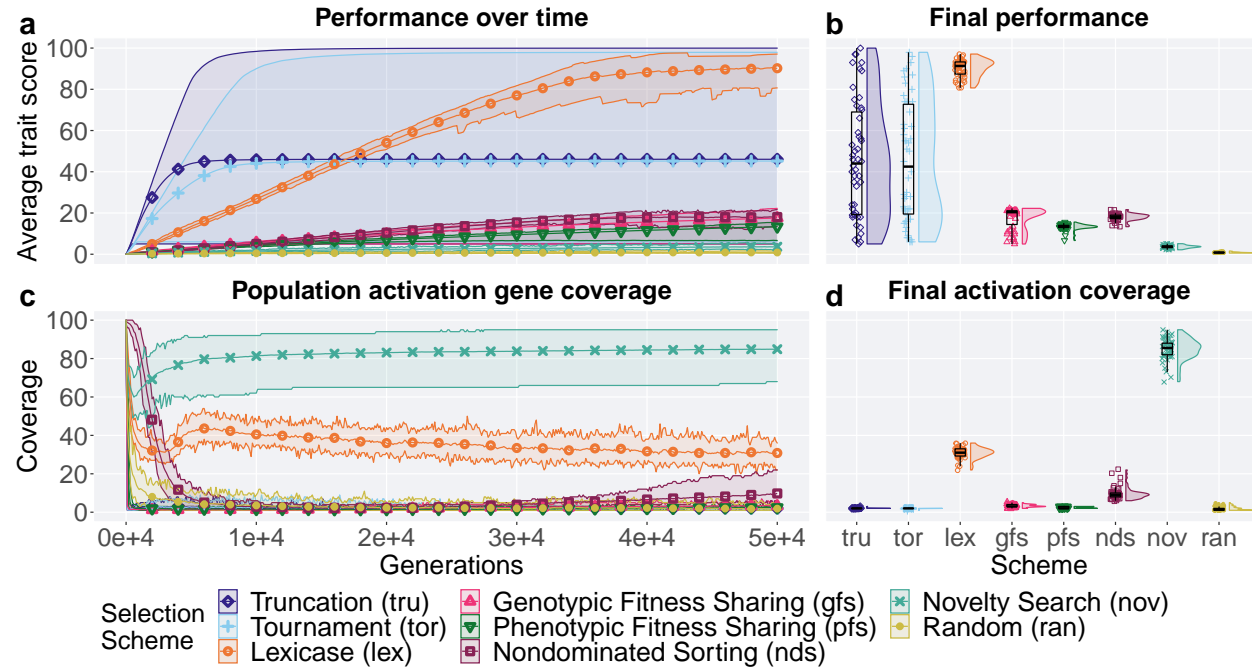 a
Performance over time
b
Final performance
Average trait score
100
80
60
40
20
0
c
Population activation gene coverage
d
Final activation coverage
Coverage
100
80
60
40
20
0
0e+4 1e+4 2e+4 3e+4 4e+4 5e+4
Generations
tru tor lex gfs pfs nds nov ran
Scheme
Selection
Scheme
Truncation (tru)
Tournament (tor)
Lexicase (lex)
Genotypic Fitness Sharing (gfs)
Phenotypic Fitness Sharing (pfs)
Nondominated Sorting (nds)
Novelty Search (nov)
Random (ran)